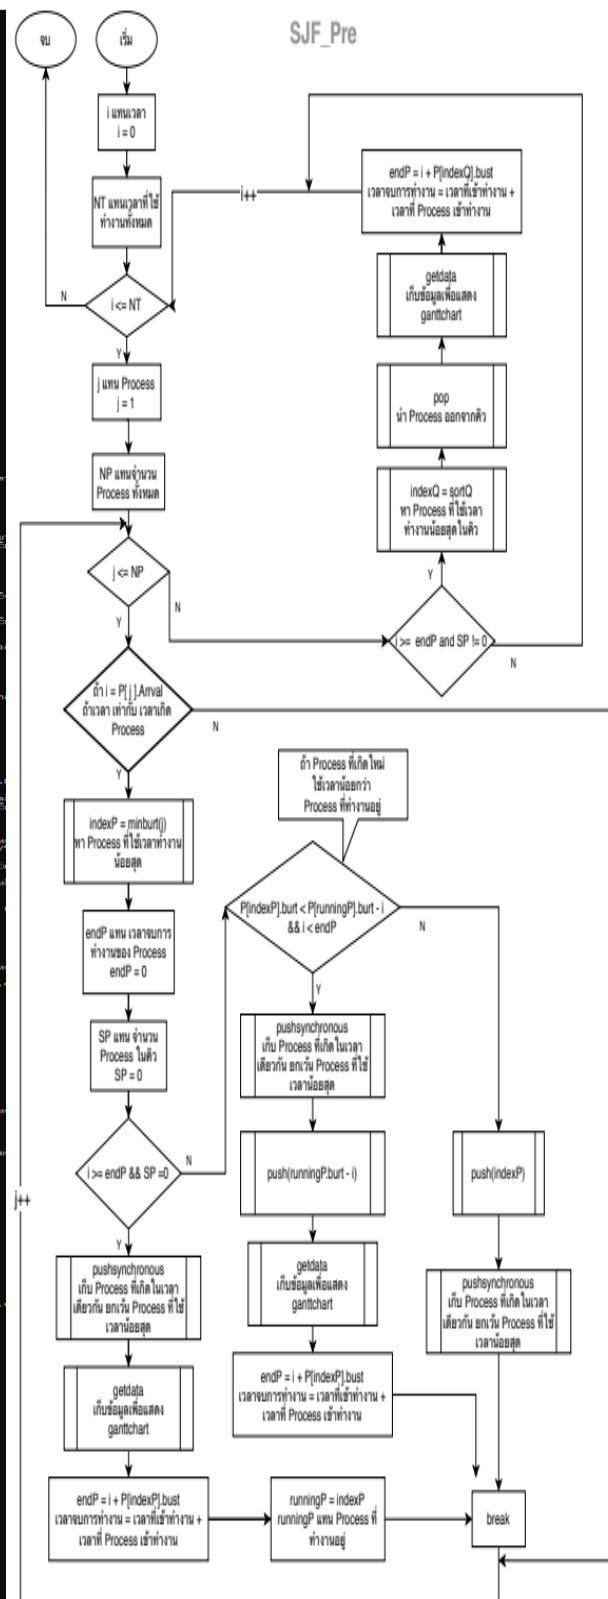 SJF_Pre
จบ
เริ่ม
i แทนเวลา
i = 0
NT แทนเวลาที่ใช้
ทำงานทั้งหมด
i <= NT
N
Y
j แทน Process
j = 1
NP แทนจำนวน
Process ทั้งหมด
j <= NP
N
Y
ถ้า i = P[ j ].Arrval
ถ้าเวลา เท่ากับ เวลาเกิด
Process
N
Y
indexP = minburt(j)
หา Process ที่ใช้เวลาทำงาน
น้อยสุด
endP แทน เวลาจบการ
ทำงานของ Process
endP = 0
SP แทน จำนวน
Process ในคิว
SP = 0
i >= endP && SP =0
N
Y
pushsynchronous
เก็บ Process ที่เกิดในเวลา
เดียวกัน ยกเว้น Process ที่ใช้
เวลาน้อยสุด
getdata
เก็บข้อมูลเพื่อแสดง
ganttchart
endP = i + P[indexP].bust
เวลาจบการทำงาน = เวลาที่เข้าทำงาน +
เวลาที่ Process เข้าทำงาน
runningP = indexP
runningP แทน Process ที่
ทำงานอยู่
break
j++
i++
endP = i + P[indexQ].bust
เวลาจบการทำงาน = เวลาที่เข้าทำงาน +
เวลาที่ Process เข้าทำงาน
getdata
เก็บข้อมูลเพื่อแสดง
ganttchart
pop
นำ Process ออกจากคิว
indexQ = sortQ
หา Process ที่ใช้เวลา
ทำงานน้อยสุดในคิว
Y
i >= endP and SP != 0
N
ถ้า Process ที่เกิดใหม่
ใช้เวลาน้อยกว่า
Process ที่ทำงานอยู่
P[indexP].burt < P[runningP].burt - i
&& i < endP
N
Y
pushsynchronous
เก็บ Process ที่เกิดในเวลา
เดียวกัน ยกเว้น Process ที่ใช้
เวลาน้อยสุด
push(runningP.burt - i)
getdata
เก็บข้อมูลเพื่อแสดง
ganttchart
endP = i + P[indexP].bust
เวลาจบการทำงาน = เวลาที่เข้าทำงาน +
เวลาที่ Process เข้าทำงาน
push(indexP)
pushsynchronous
เก็บ Process ที่เกิดในเวลา
เดียวกัน ยกเว้น Process ที่ใช้
เวลาน้อยสุด